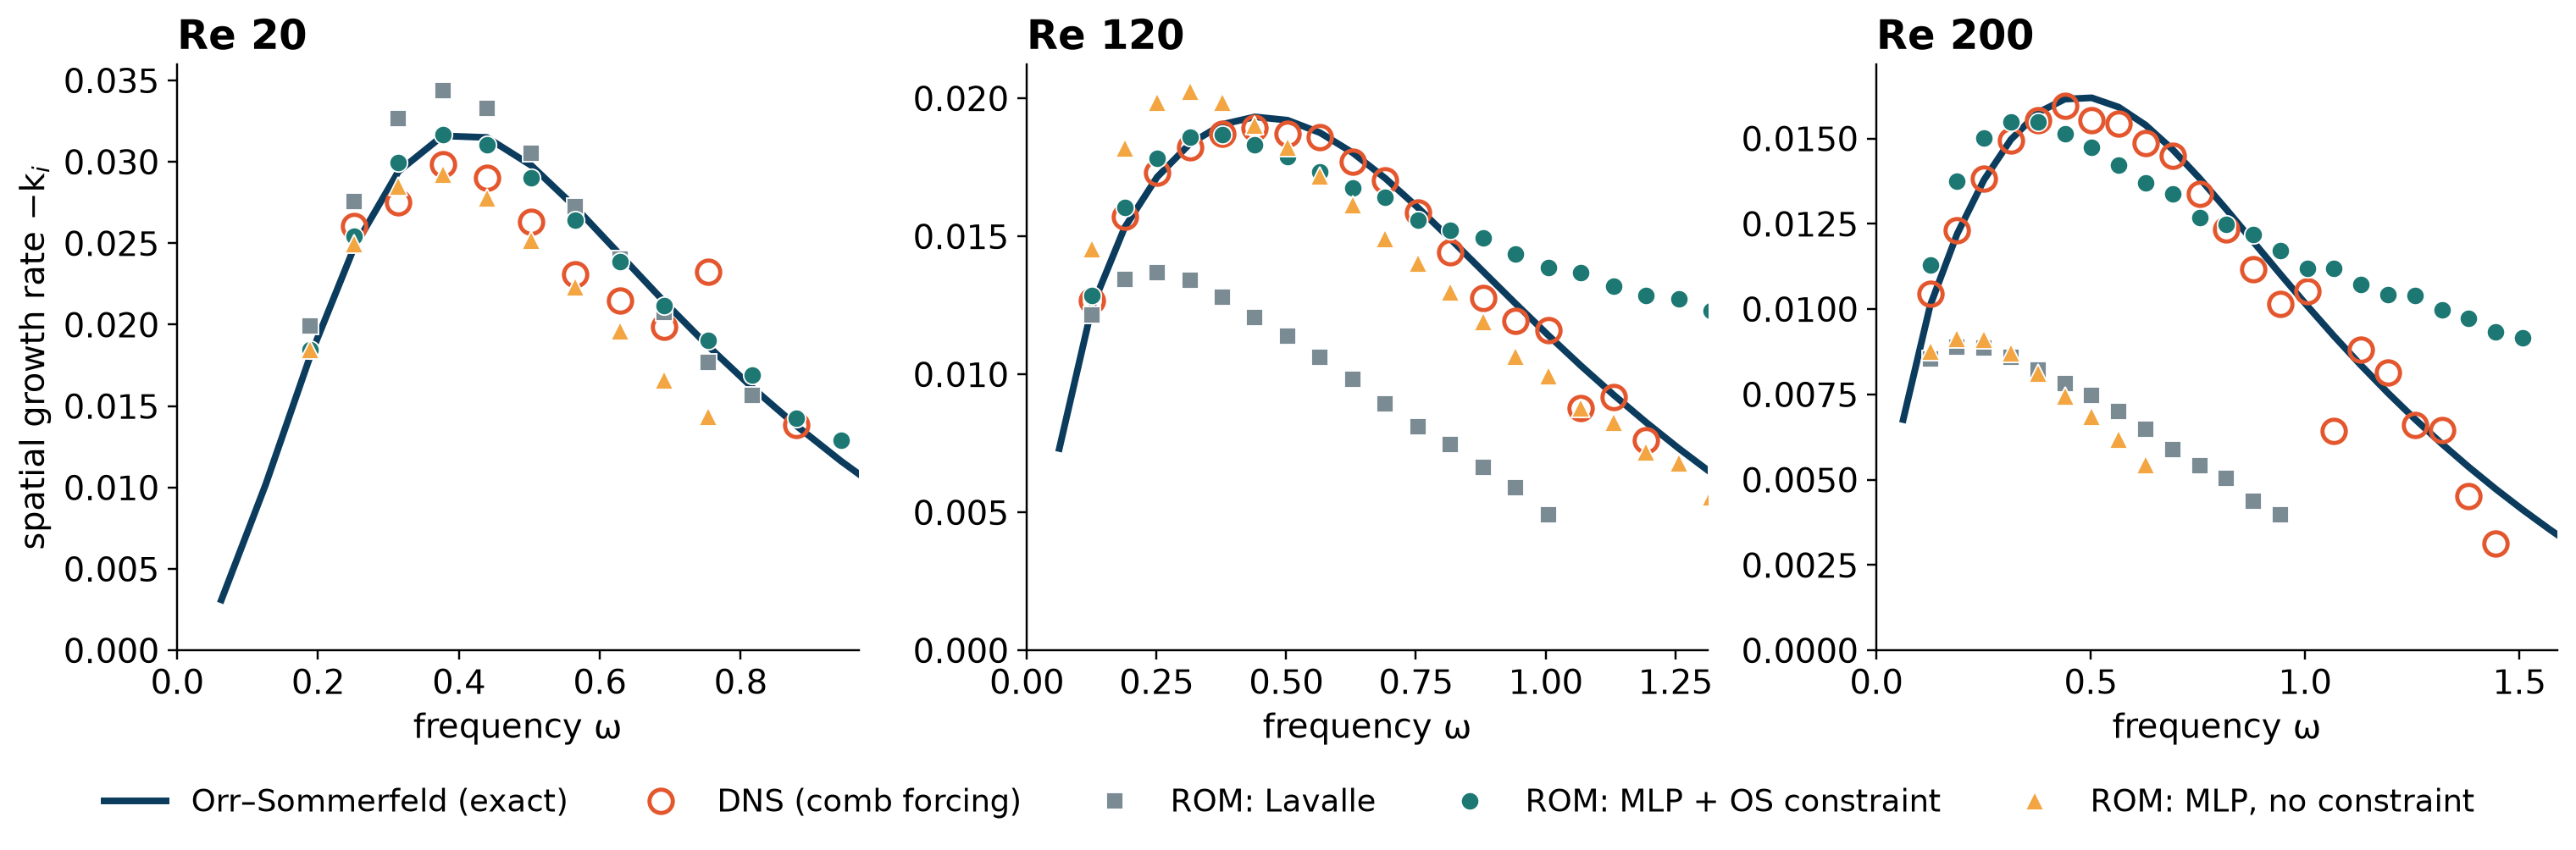 Re 20
Re 120
Re 200
spatial growth rate −kᵢ
0.035
0.030
0.025
0.020
0.015
0.010
0.005
0.000
0.0 0.2 0.4 0.6 0.8
frequency ω
0.020
0.015
0.010
0.005
0.000
0.00 0.25 0.50 0.75 1.00 1.25
frequency ω
0.0150
0.0125
0.0100
0.0075
0.0050
0.0025
0.0000
0.0 0.5 1.0 1.5
frequency ω
Orr–Sommerfeld (exact) DNS (comb forcing) ROM: Lavalle ROM: MLP + OS constraint ROM: MLP, no constraint